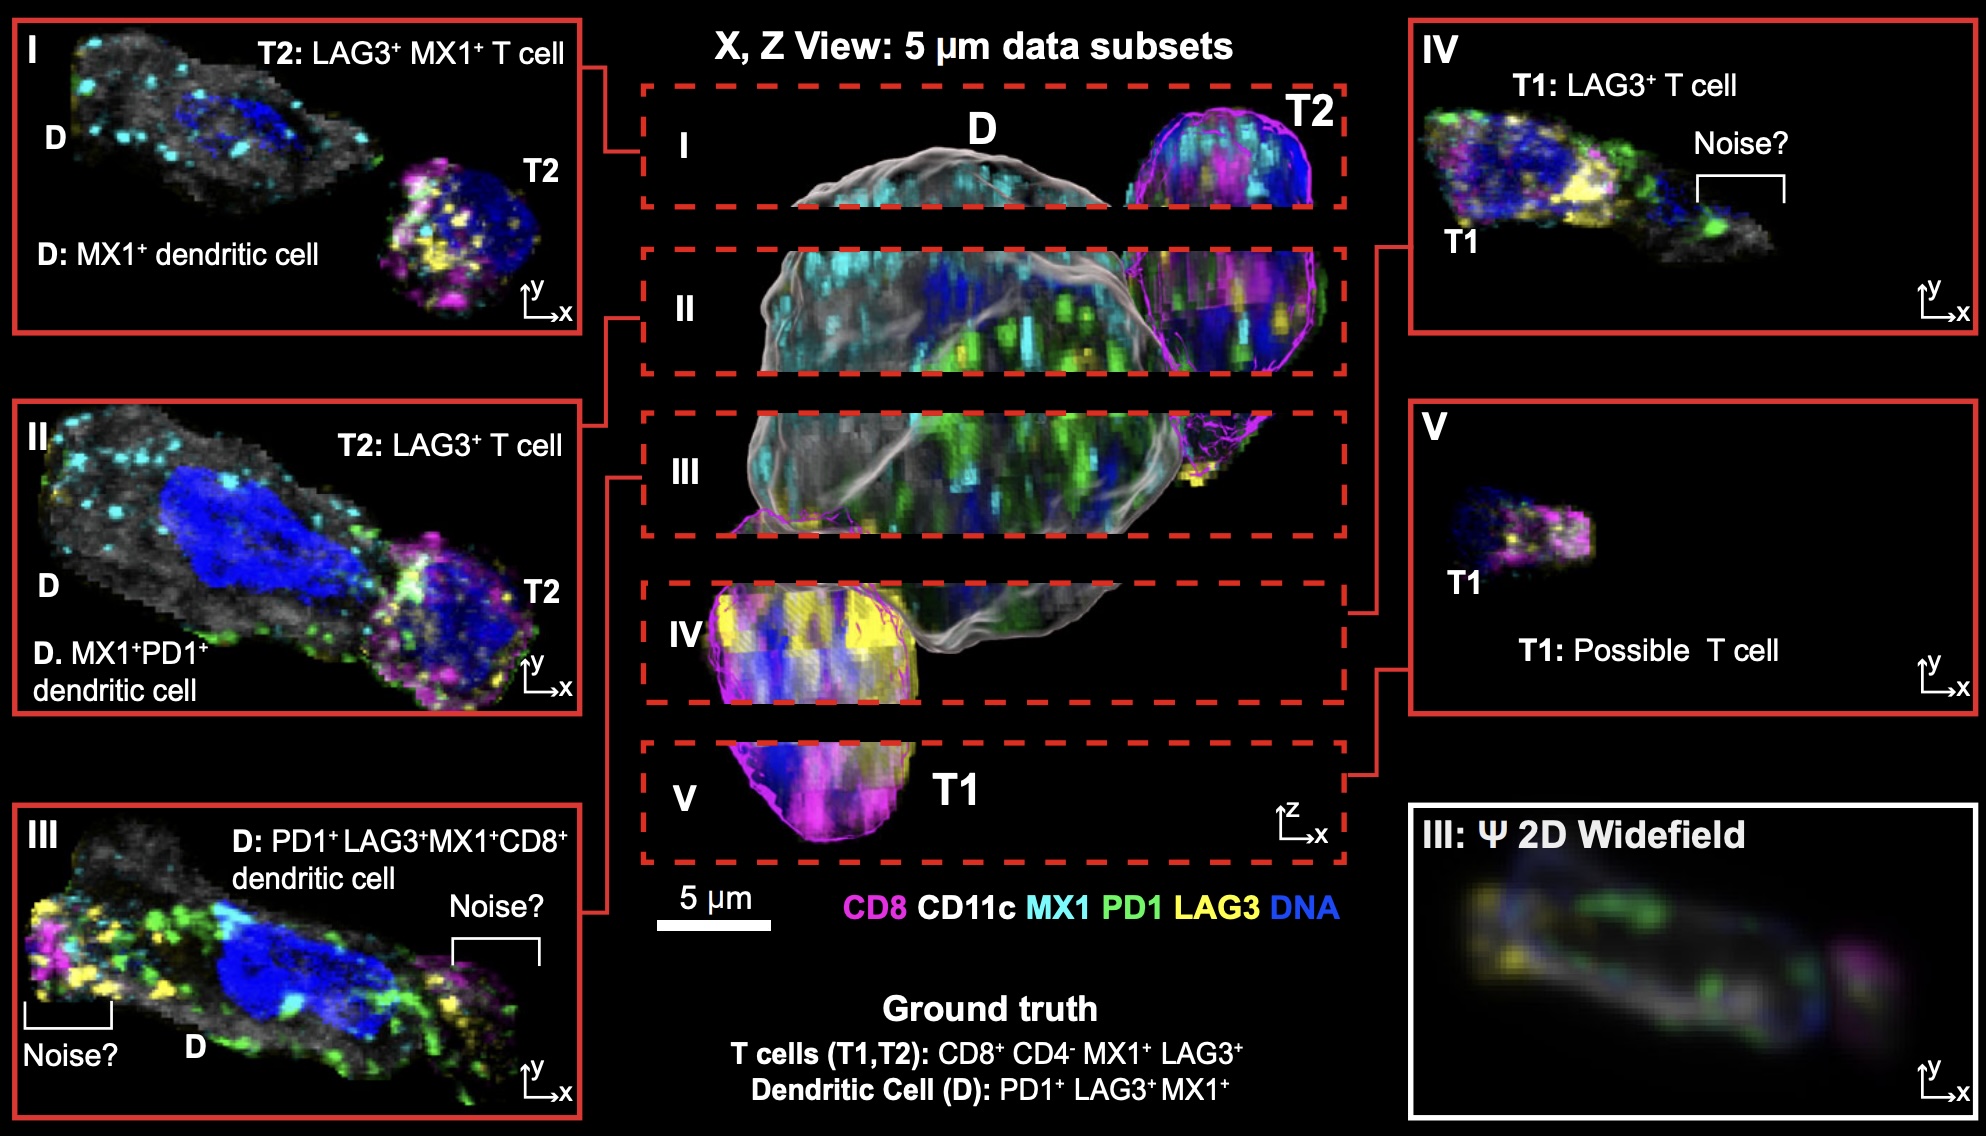 I
T2: LAG3⁺ MX1⁺ T cell
D
T2
D: MX1⁺ dendritic cell
y
x
II
T2: LAG3⁺ T cell
D
T2
D. MX1⁺PD1⁺
dendritic cell
y
x
III
D: PD1⁺ LAG3⁺MX1⁺CD8⁺
dendritic cell
Noise?
Noise?
D
y
x
X, Z View: 5 µm data subsets
I
D
T2
II
III
IV
V
T1
z
x
5 µm
CD8 CD11c MX1 PD1 LAG3 DNA
Ground truth
T cells (T1,T2): CD8⁺ CD4⁻ MX1⁺ LAG3⁺
Dendritic Cell (D): PD1⁺ LAG3⁺ MX1⁺
IV
T1: LAG3⁺ T cell
Noise?
T1
y
x
V
T1
T1: Possible T cell
y
x
III: Ψ 2D Widefield
y
x